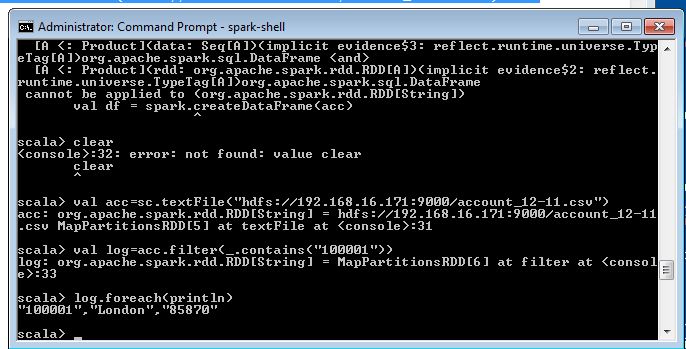 Administrator: Command Prompt - spark-shell
[A <: Product](data: Seq[A])(implicit evidence$3: reflect.runtime.universe.Typ
eTag[A])org.apache.spark.sql.DataFrame <and>
[A <: Product](rdd: org.apache.spark.rdd.RDD[A])(implicit evidence$2: reflect.
runtime.universe.TypeTag[A])org.apache.spark.sql.DataFrame
cannot be applied to (org.apache.spark.rdd.RDD[String])
val df = spark.createDataFrame(acc)
^
scala> clear
<console>:32: error: not found: value clear
clear
^
scala> val acc=sc.textFile("hdfs://192.168.16.171:9000/account_12-11.csv")
acc: org.apache.spark.rdd.RDD[String] = hdfs://192.168.16.171:9000/account_12-11
.csv MapPartitionsRDD[5] at textFile at <console>:31
scala> val log=acc.filter(_.contains("100001"))
log: org.apache.spark.rdd.RDD[String] = MapPartitionsRDD[6] at filter at <consol
e>:33
scala> log.foreach(println)
"100001","London","85870"
scala> _